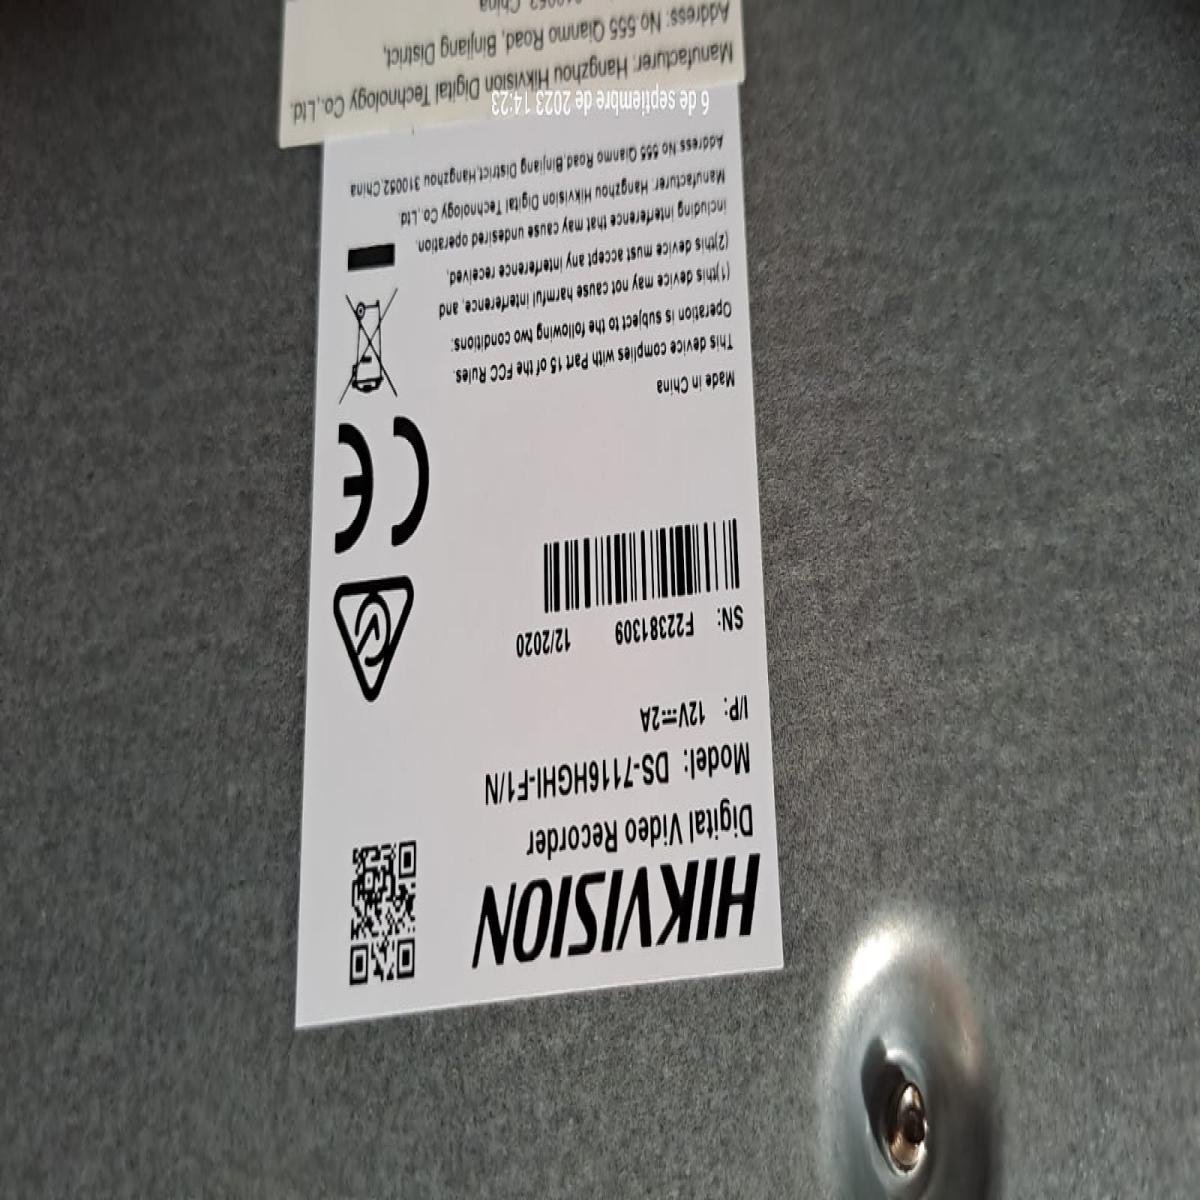 HIKVISION
Digital Video Recorder
Model: DS-7116HGHI-F1/N
I/P: 12V⎓2A
SN: F22381309 12/2020
CE
Made in China
This device complies with Part 15 of the FCC Rules.
Operation is subject to the following two conditions:
(1)this device may not cause harmful interference, and
(2)this device must accept any interference received,
including interference that may cause undesired operation.
Manufacturer: Hangzhou Hikvision Digital Technology Co.,Ltd.
Address No.555 Qianmo Road,Binjiang District,Hangzhou 310052,China
6 de septiembre de 2023 14:23
Manufacturer: Hangzhou Hikvision Digital Technology Co.,Ltd.
Address: No.555 Qianmo Road, Binjiang District,
310052, China